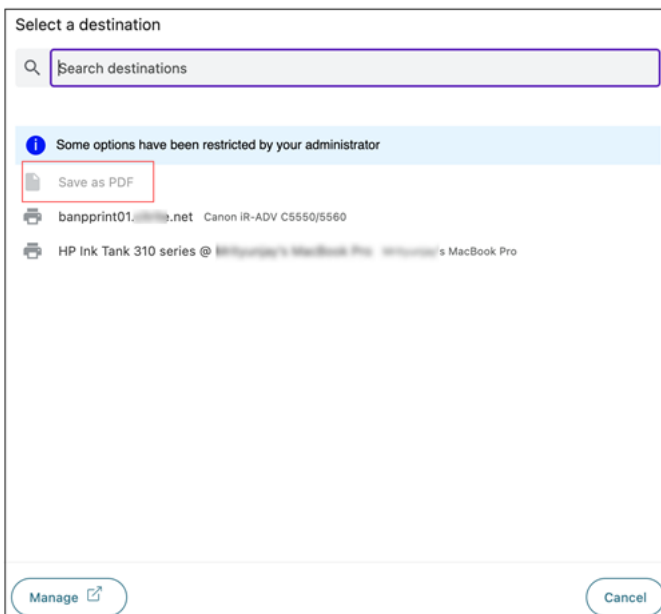 Select a destination
Search destinations
Some options have been restricted by your administrator
Save as PDF
banpprint01. .net Canon iR-ADV C5550/5560
HP Ink Tank 310 series @ 's MacBook Pro
Manage
Cancel